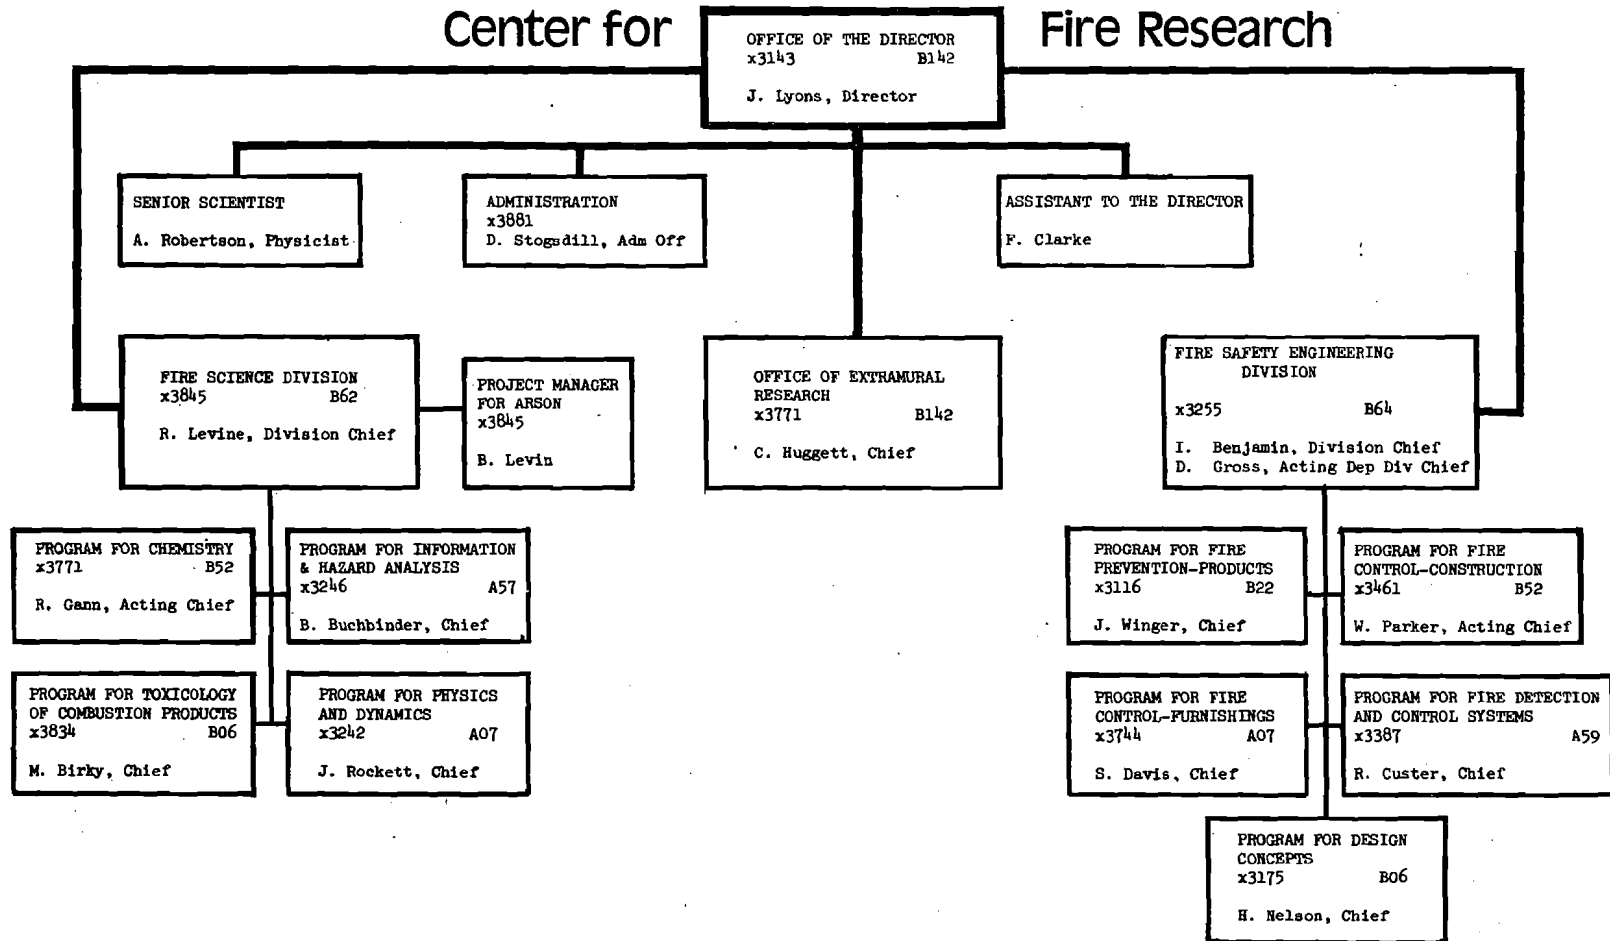 Center for Fire Research
OFFICE OF THE DIRECTOR
x3143 B142
J. Lyons, Director
SENIOR SCIENTIST
A. Robertson, Physicist
ADMINISTRATION
x3881
D. Stogsdill, Adm Off
ASSISTANT TO THE DIRECTOR
F. Clarke
FIRE SCIENCE DIVISION
x3845 B62
R. Levine, Division Chief
PROJECT MANAGER
FOR ARSON
x3845
B. Levin
OFFICE OF EXTRAMURAL
RESEARCH
x3771 B142
C. Huggett, Chief
FIRE SAFETY ENGINEERING
DIVISION
x3255 B64
I. Benjamin, Division Chief
D. Gross, Acting Dep Div Chief
PROGRAM FOR CHEMISTRY
x3771 B52
R. Gann, Acting Chief
PROGRAM FOR INFORMATION
& HAZARD ANALYSIS
x3246 A57
B. Buchbinder, Chief
PROGRAM FOR FIRE
PREVENTION-PRODUCTS
x3116 B22
J. Winger, Chief
PROGRAM FOR FIRE
CONTROL-CONSTRUCTION
x3461 B52
W. Parker, Acting Chief
PROGRAM FOR TOXICOLOGY
OF COMBUSTION PRODUCTS
x3834 B06
M. Birky, Chief
PROGRAM FOR PHYSICS
AND DYNAMICS
x3242 A07
J. Rockett, Chief
PROGRAM FOR FIRE
CONTROL-FURNISHINGS
x3744 A07
S. Davis, Chief
PROGRAM FOR FIRE DETECTION
AND CONTROL SYSTEMS
x3387 A59
R. Custer, Chief
PROGRAM FOR DESIGN
CONCEPTS
x3175 B06
H. Nelson, Chief